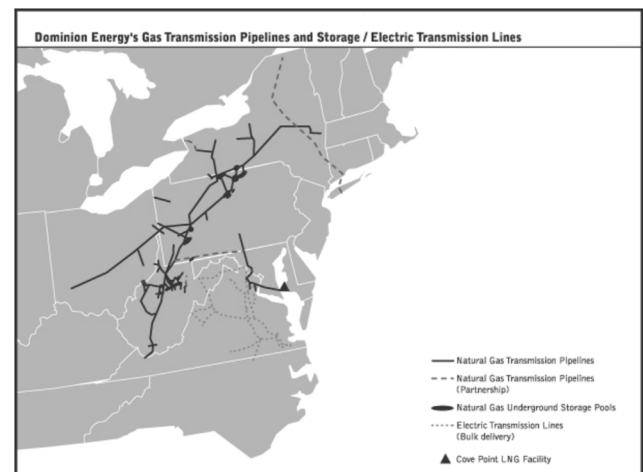 Dominion Energy's Gas Transmission Pipelines and Storage / Electric Transmission Lines
Natural Gas Transmission Pipelines
Natural Gas Transmission Pipelines
(Partnership)
Natural Gas Underground Storage Pools
Electric Transmission Lines
(Bulk delivery)
Cove Point LNG Facility